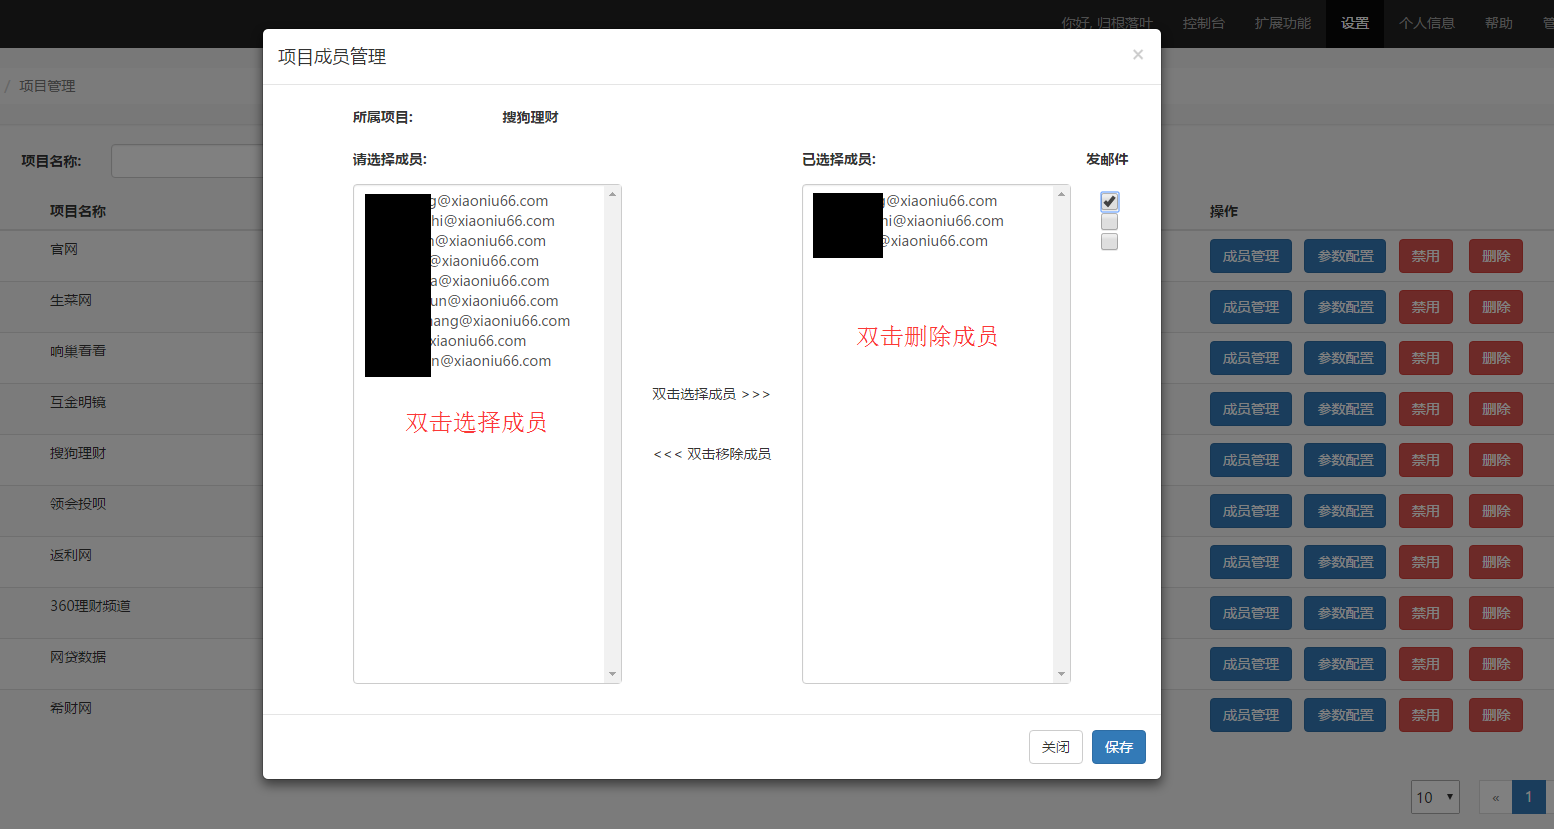 你好, 归根落叶 控制台 扩展功能 设置 个人信息 帮助
项目成员管理 ×
/ 项目管理
所属项目: 搜狗理财
项目名称:
请选择成员: 已选择成员: 发邮件
g@xiaoniu66.com
hi@xiaoniu66.com
@xiaoniu66.com
@xiaoniu66.com
a@xiaoniu66.com
un@xiaoniu66.com
ang@xiaoniu66.com
xiaoniu66.com
n@xiaoniu66.com
双击选择成员
双击选择成员 >>>
<<< 双击移除成员
@xiaoniu66.com
hi@xiaoniu66.com
@xiaoniu66.com
双击删除成员
关闭 保存
项目名称 操作
官网 成员管理 参数配置 禁用 删除
生菜网 成员管理 参数配置 禁用 删除
响巢看看 成员管理 参数配置 禁用 删除
互金明镜 成员管理 参数配置 禁用 删除
搜狗理财 成员管理 参数配置 禁用 删除
领会投呗 成员管理 参数配置 禁用 删除
返利网 成员管理 参数配置 禁用 删除
360理财频道 成员管理 参数配置 禁用 删除
网贷数据 成员管理 参数配置 禁用 删除
希财网 成员管理 参数配置 禁用 删除
10 « 1